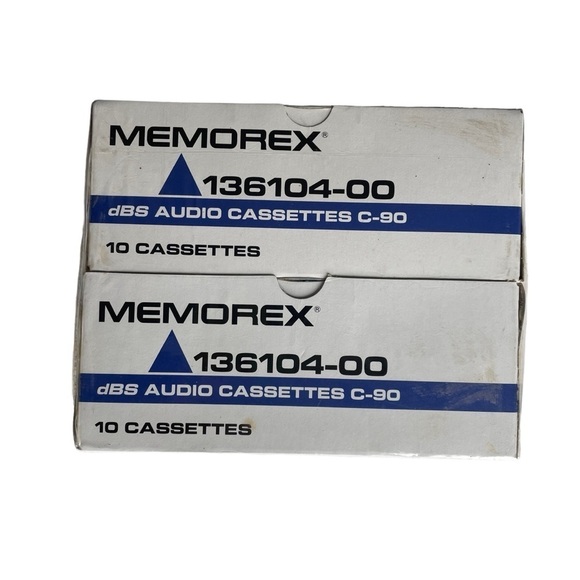 MEMOREX®
136104-00
dBS AUDIO CASSETTES C-90
10 CASSETTES
MEMOREX®
136104-00
dBS AUDIO CASSETTES C-90
10 CASSETTES